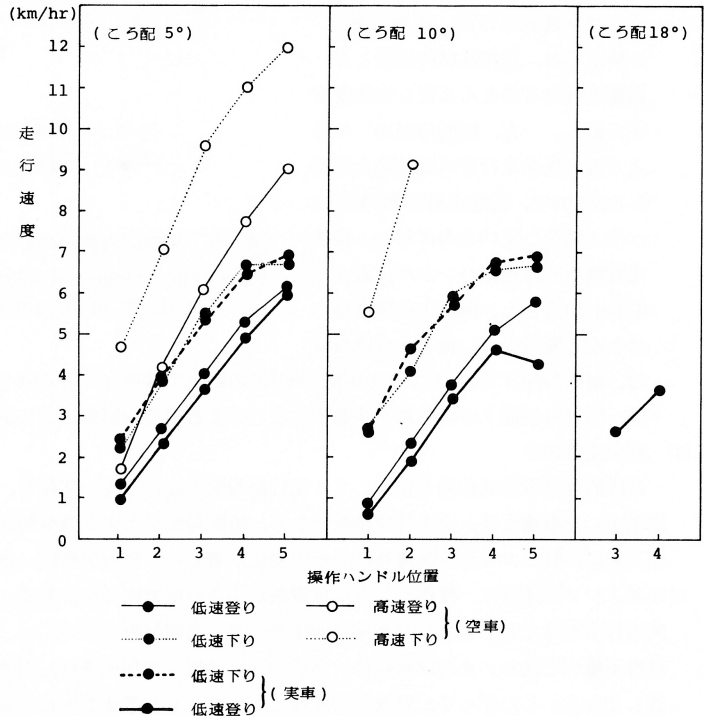 (km/hr)
(ころ配 5°)
(ころ配 10°)
(ころ配18°)
12
11
10
9
8
7
6
5
4
3
2
1
0
走行速度
1 2 3 4 5
1 2 3 4 5
3 4
操作ハンドル位置
低速登り 高速登り
低速下り 高速下り
(空車)
低速下り
低速登り
(実車)